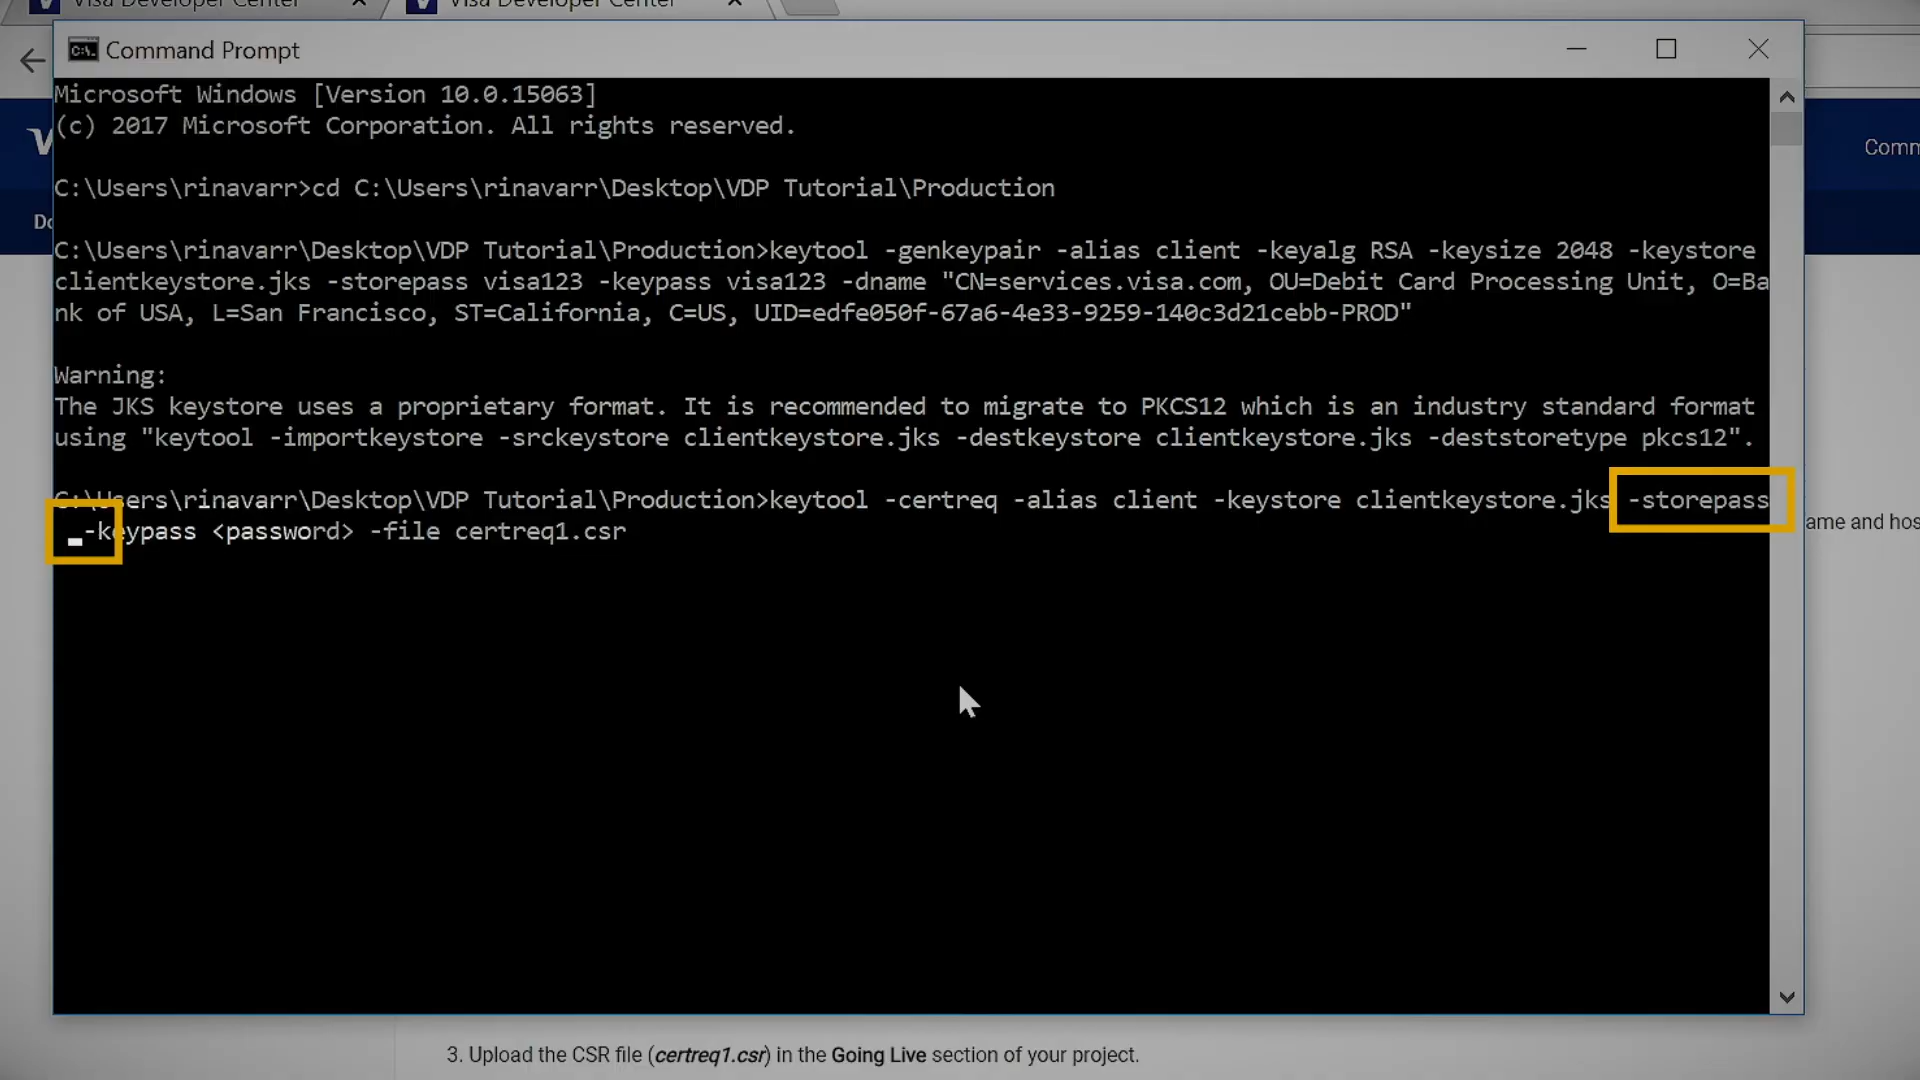 Visa Developer Center
Visa Developer Center
Command Prompt
Microsoft Windows [Version 10.0.15063]
(c) 2017 Microsoft Corporation. All rights reserved.
C:\Users\rinavarr>cd C:\Users\rinavarr\Desktop\VDP Tutorial\Production
C:\Users\rinavarr\Desktop\VDP Tutorial\Production>keytool -genkeypair -alias client -keyalg RSA -keysize 2048 -keystore
clientkeystore.jks -storepass visa123 -keypass visa123 -dname "CN=services.visa.com, OU=Debit Card Processing Unit, O=Ba
nk of USA, L=San Francisco, ST=California, C=US, UID=edfe050f-67a6-4e33-9259-140c3d21cebb-PROD"
Warning:
The JKS keystore uses a proprietary format. It is recommended to migrate to PKCS12 which is an industry standard format
using "keytool -importkeystore -srckeystore clientkeystore.jks -destkeystore clientkeystore.jks -deststoretype pkcs12".
C:\Users\rinavarr\Desktop\VDP Tutorial\Production>keytool -certreq -alias client -keystore clientkeystore.jks -storepass
-keypass <password> -file certreq1.csr
ame and hos
3. Upload the CSR file (certreq1.csr) in the Going Live section of your project.